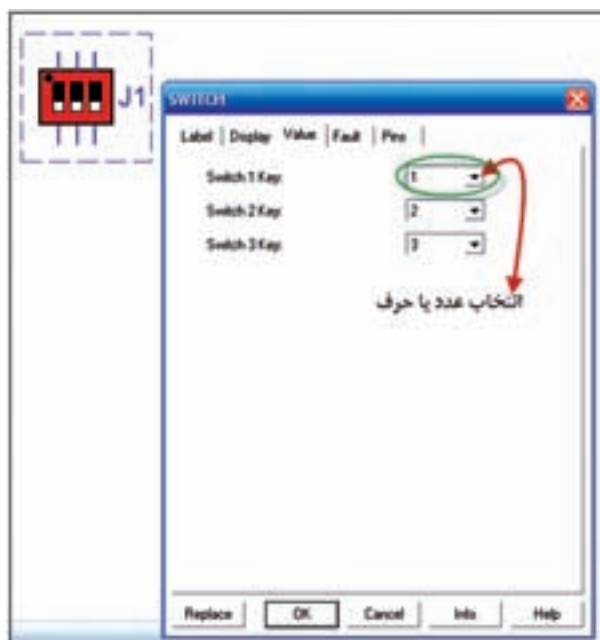 J1
SWITCH
Label Display Value Fault Pins
Switch 1 Key: 1
Switch 2 Key: 2
Switch 3 Key: 3
انتخاب عدد یا حرف
Replace OK Cancel Info Help